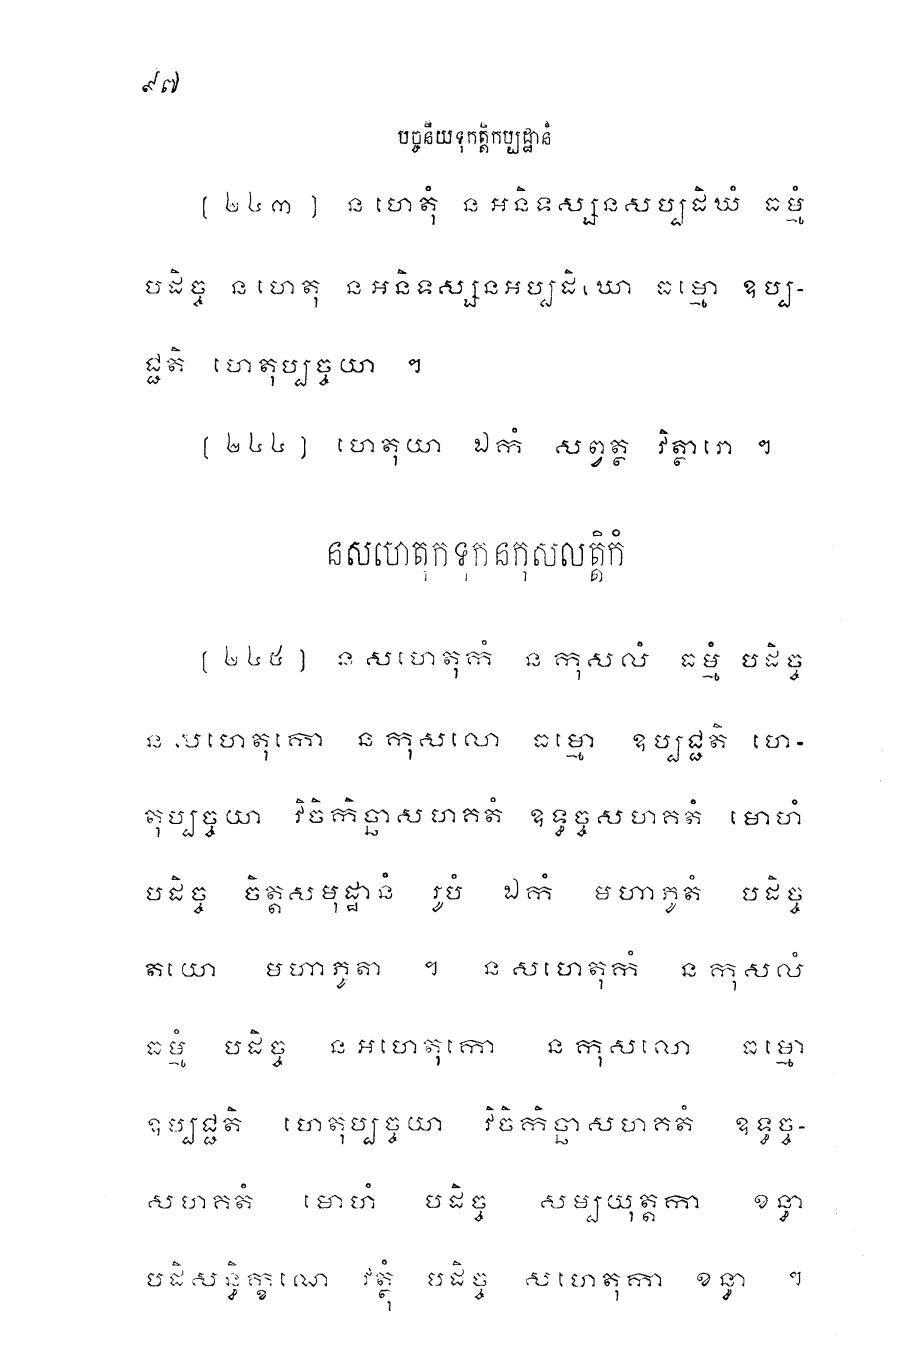 ៩៧
បច្ចនីយទុកត្តិកប្បដ្ឋានំ
(២៤៣) ន ហេតុំ ន អនិទស្សនសប្បដិឃំ ធម្មំ
បដិច្ច ន ហេតុ ន អនិទស្សនអប្បដិឃោ ធម្មោ ឧប្ប-
ជ្ជតិ ហេតុប្បច្ចយា ។
(២៤៤) ហេតុយា ឯកំ សព្វត្ថ វិត្ថារោ ។
នសហេតុកទុកនកុសលត្តិកំ
(២៤៥) ន សហេតុកំ ន កុសលំ ធម្មំ បដិច្ច
ន សហេតុកោ ន កុសលោ ធម្មោ ឧប្បជ្ជតិ ហេ-
តុប្បច្ចយា វិចិកិច្ឆាសហគតំ ឧទ្ធច្ចសហគតំ មោហំ
បដិច្ច ចិត្តសមុដ្ឋានំ រូបំ ឯកំ មហាភូតំ បដិច្ច
តយោ មហាភូតា ។ ន សហេតុកំ ន កុសលំ
ធម្មំ បដិច្ច ន អហេតុកោ ន កុសលោ ធម្មោ
ឧប្បជ្ជតិ ហេតុប្បច្ចយា វិចិកិច្ឆាសហគតំ ឧទ្ធច្ច-
សហគតំ មោហំ បដិច្ច សម្បយុត្តកា ខន្ធា
បដិសន្ធិក្ខណេ វត្ថុំ បដិច្ច សហេតុកា ខន្ធា ។